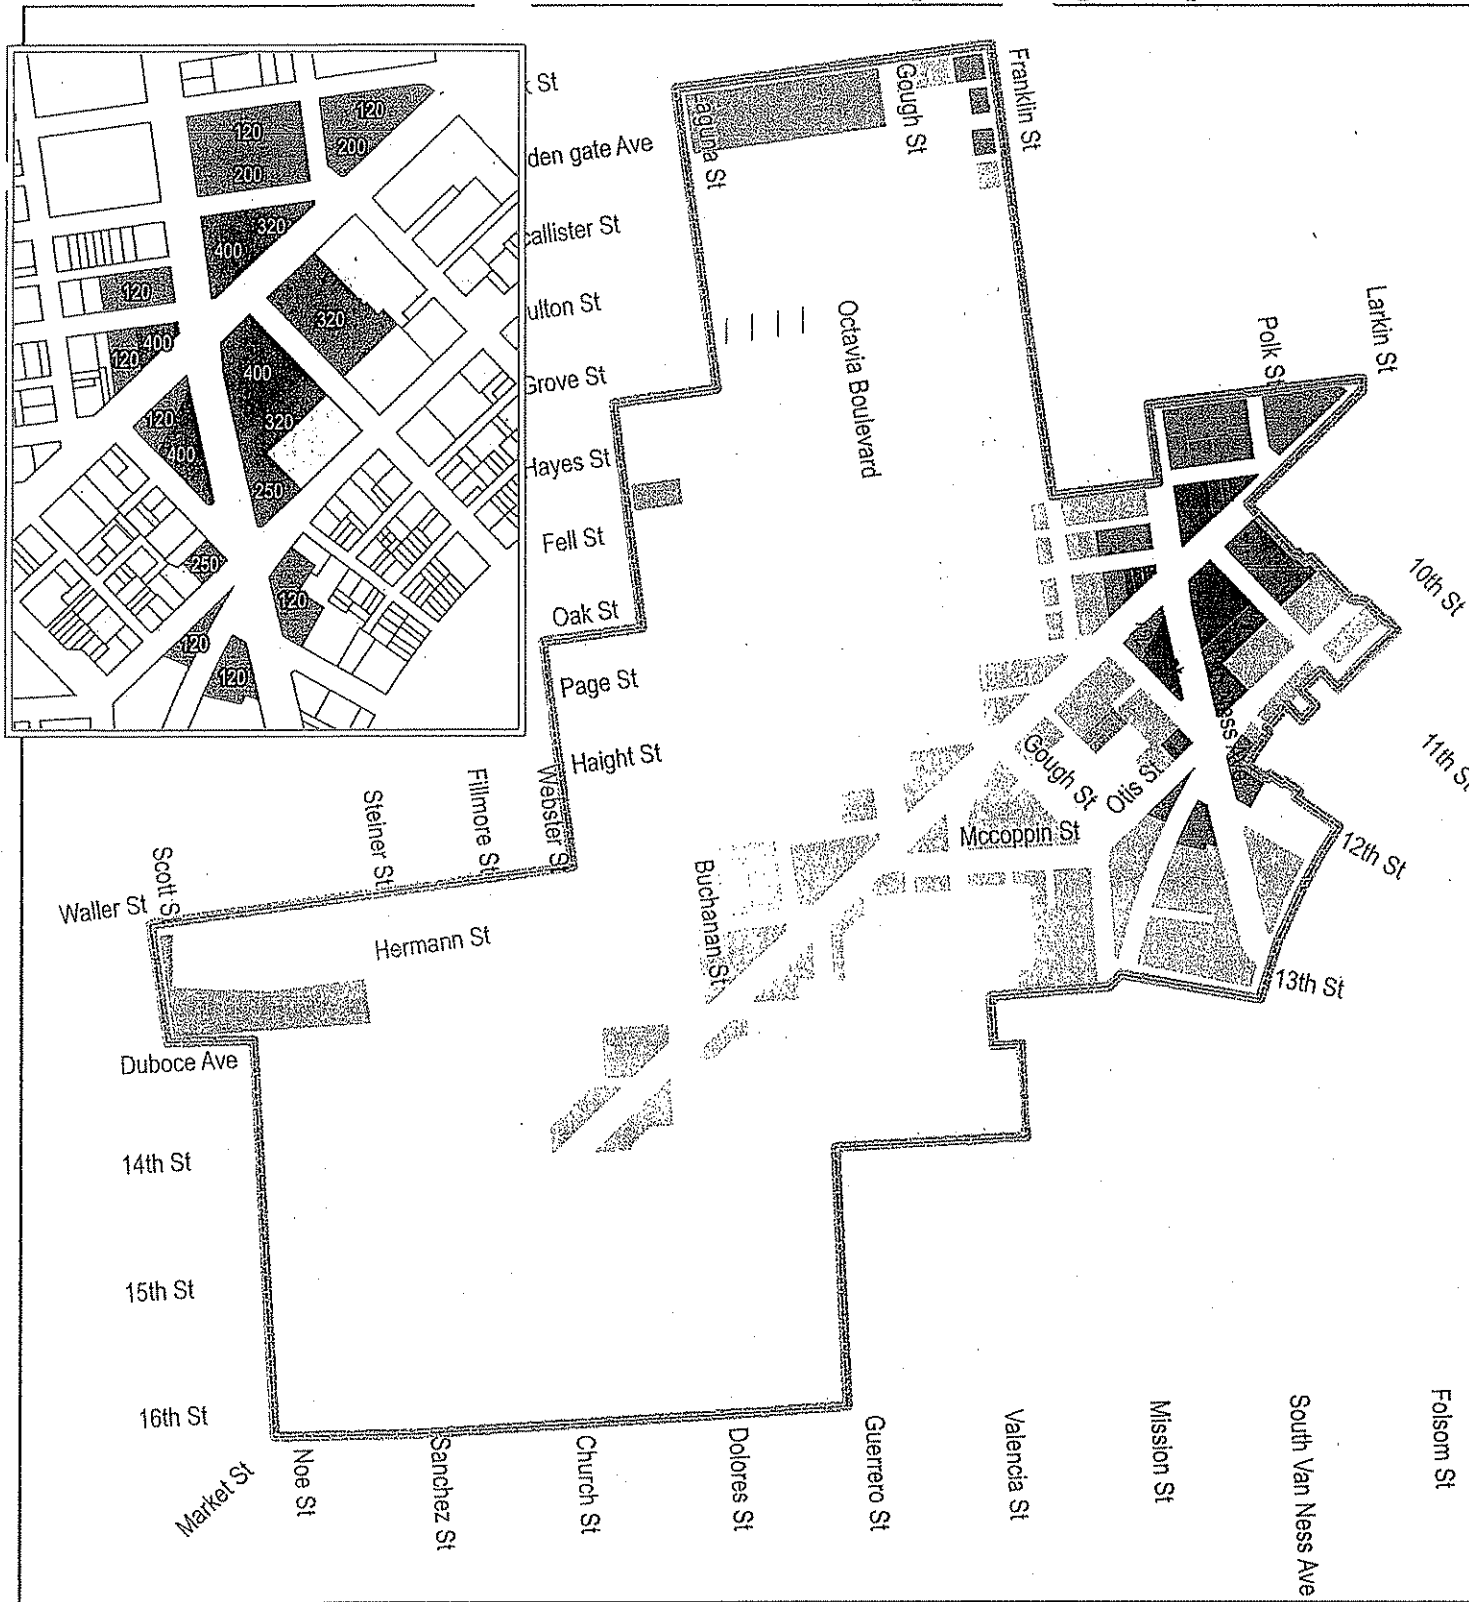 120
120
200
200
320
400
120
320
400
120
400
120
320
400
250
250
120
120
120
k St
den gate Ave
callister St
ulton St
Grove St
Hayes St
Fell St
Oak St
Page St
Haight St
Laguna St
Gough St
Franklin St
Octavia Boulevard
Polk St
Larkin St
10th St
11th St
12th St
13th St
Gough St
Otis St
Mccoppin St
Webster St
Fillmore St
Steiner St
Scott St
Waller St
Hermann St
Buchanan St
Duboce Ave
14th St
15th St
16th St
Market St
Noe St
Sanchez St
Church St
Dolores St
Guerrero St
Valencia St
Mission St
South Van Ness Ave
Folsom St